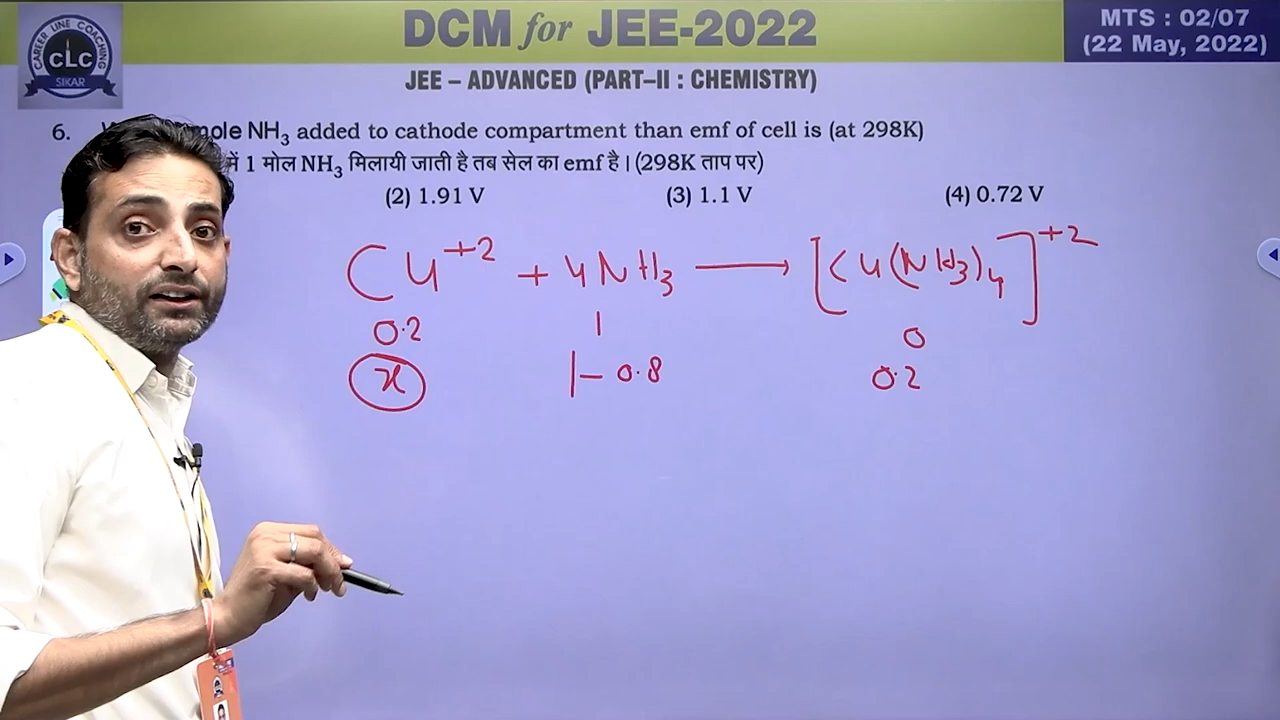 DCM for JEE-2022
MTS : 02/07
(22 May, 2022)
CAREER LINE COACHING
CLC
SIKAR
JEE – ADVANCED (PART–II : CHEMISTRY)
6. mole NH₃ added to cathode compartment than emf of cell is (at 298K)
में 1 मोल NH₃ मिलायी जाती है तब सेल का emf है। (298K ताप पर)
(2) 1.91 V (3) 1.1 V (4) 0.72 V
Cu⁺² + 4NH₃ ⟶ [Cu(NH₃)₄]⁺²
0.2 1 0
x 1-0.8 0.2